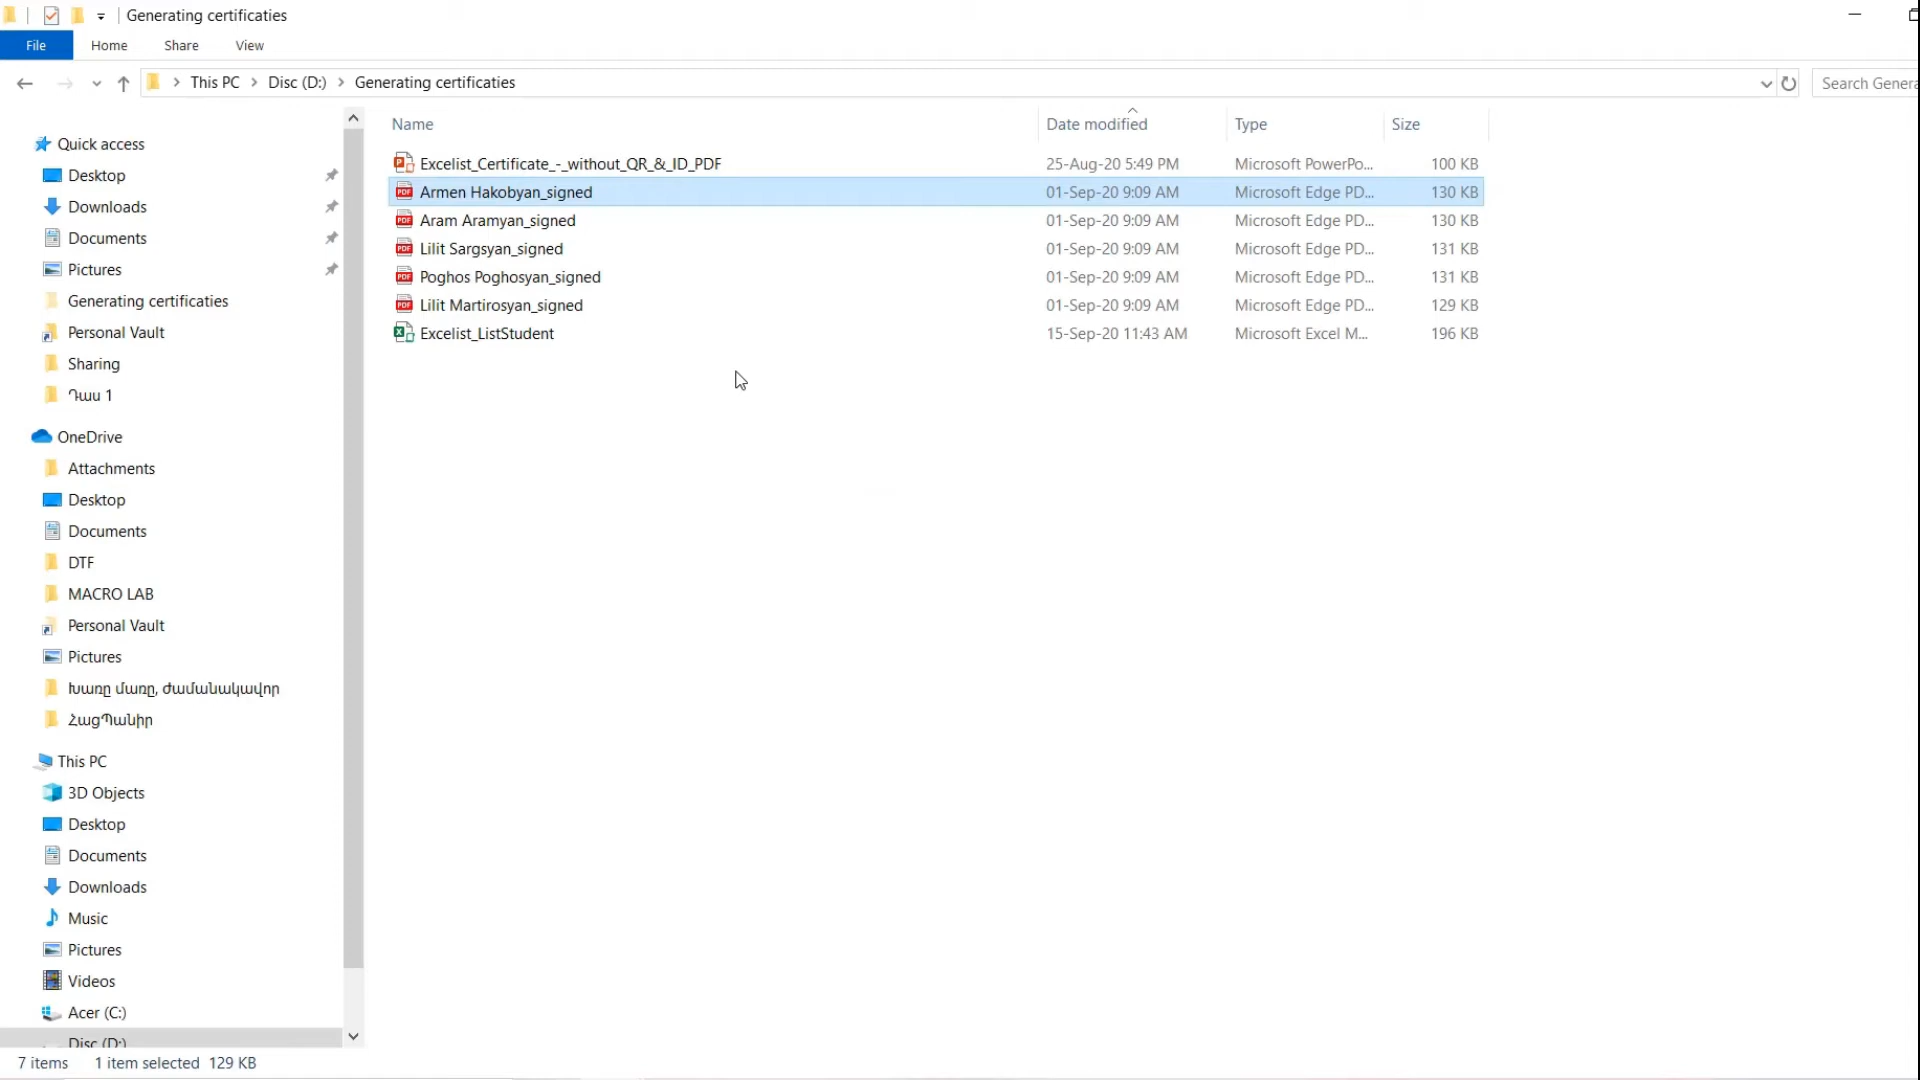 Generating certificaties
File Home Share View
This PC Disc (D:) Generating certificaties
Search Genera
Name Date modified Type Size
Excelist_Certificate_-_without_QR_&_ID_PDF 25-Aug-20 5:49 PM Microsoft PowerPo... 100 KB
Armen Hakobyan_signed 01-Sep-20 9:09 AM Microsoft Edge PD... 130 KB
Aram Aramyan_signed 01-Sep-20 9:09 AM Microsoft Edge PD... 130 KB
Lilit Sargsyan_signed 01-Sep-20 9:09 AM Microsoft Edge PD... 131 KB
Poghos Poghosyan_signed 01-Sep-20 9:09 AM Microsoft Edge PD... 131 KB
Lilit Martirosyan_signed 01-Sep-20 9:09 AM Microsoft Edge PD... 129 KB
Excelist_ListStudent 15-Sep-20 11:43 AM Microsoft Excel M... 196 KB
Quick access
Desktop
Downloads
Documents
Pictures
Generating certificaties
Personal Vault
Sharing
Դաս 1
OneDrive
Attachments
Desktop
Documents
DTF
MACRO LAB
Personal Vault
Pictures
Խառը մառը, ժամանակավոր
ՀացՊանիր
This PC
3D Objects
Desktop
Documents
Downloads
Music
Pictures
Videos
Acer (C:)
Disc (D:)
7 items 1 item selected 129 KB